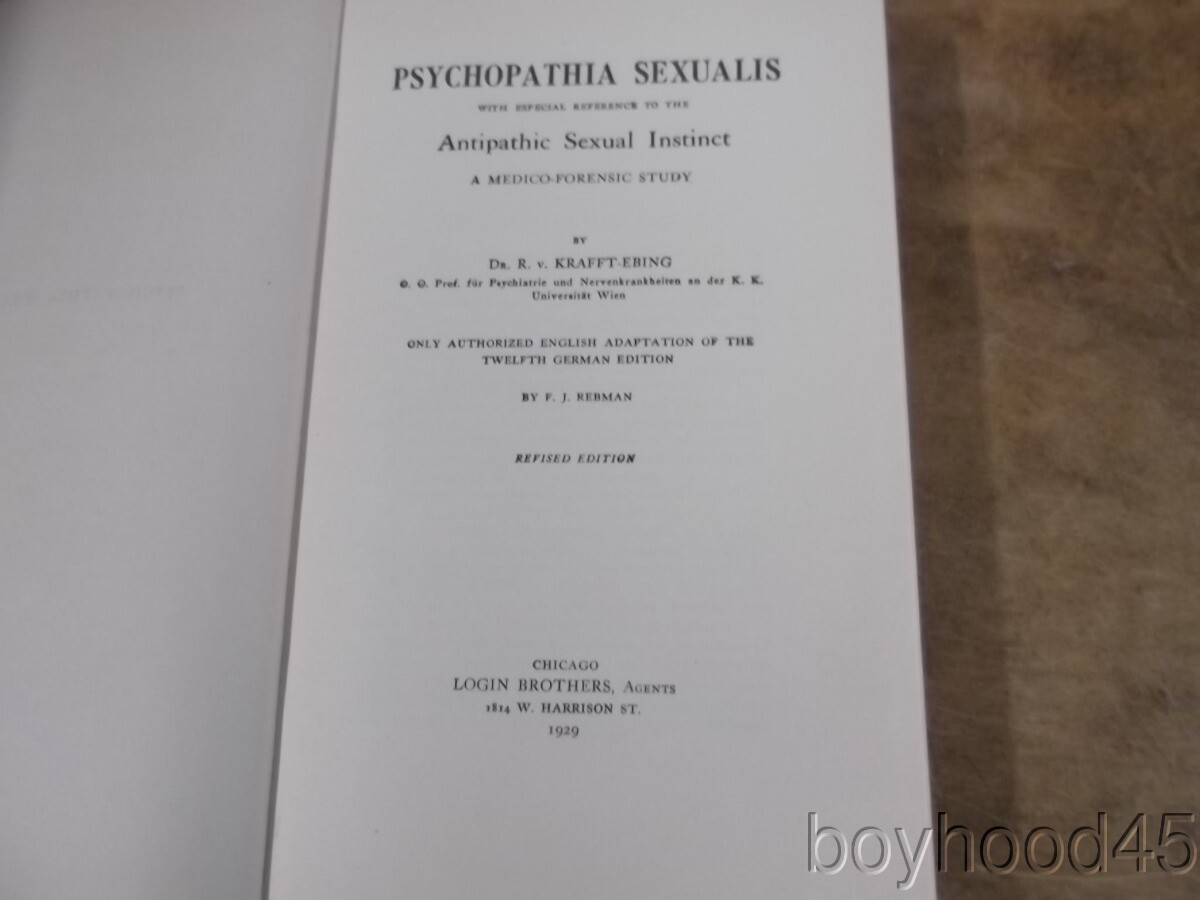 PSYCHOPATHIA SEXUALIS
WITH ESPECIAL REFERENCE TO THE
Antipathic Sexual Instinct
A MEDICO-FORENSIC STUDY
BY
DR. R. v. KRAFFT-EBING
O. O. Prof. für Psychiatrie und Nervenkrankheiten an der K. K.
Universität Wien
ONLY AUTHORIZED ENGLISH ADAPTATION OF THE
TWELFTH GERMAN EDITION
BY F. J. REBMAN
REVISED EDITION
CHICAGO
LOGIN BROTHERS, AGENTS
1814 W. HARRISON ST.
1929
boyhood45